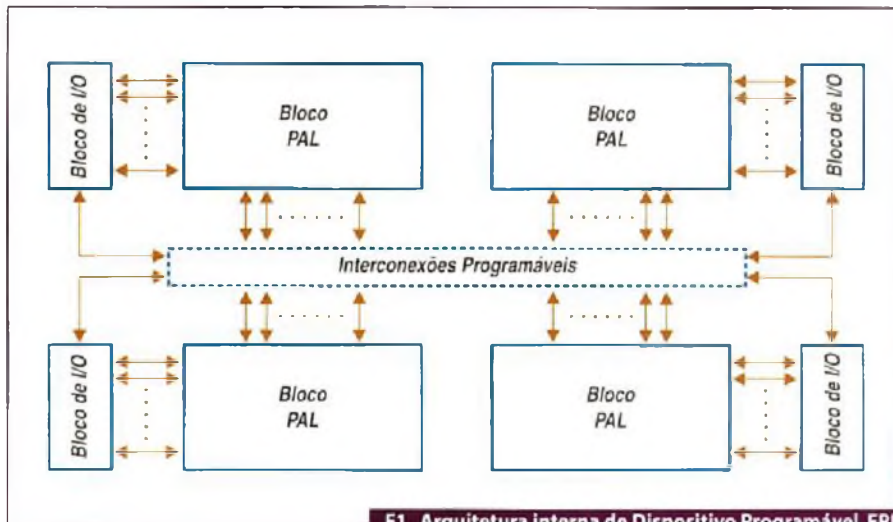 Bloco de I/O
Bloco
PAL
Bloco
PAL
Bloco de I/O
Interconexões Programáveis
Bloco de I/O
Bloco
PAL
Bloco
PAL
Bloco de I/O
F1. Arquitetura interna de Dispositivo Programável